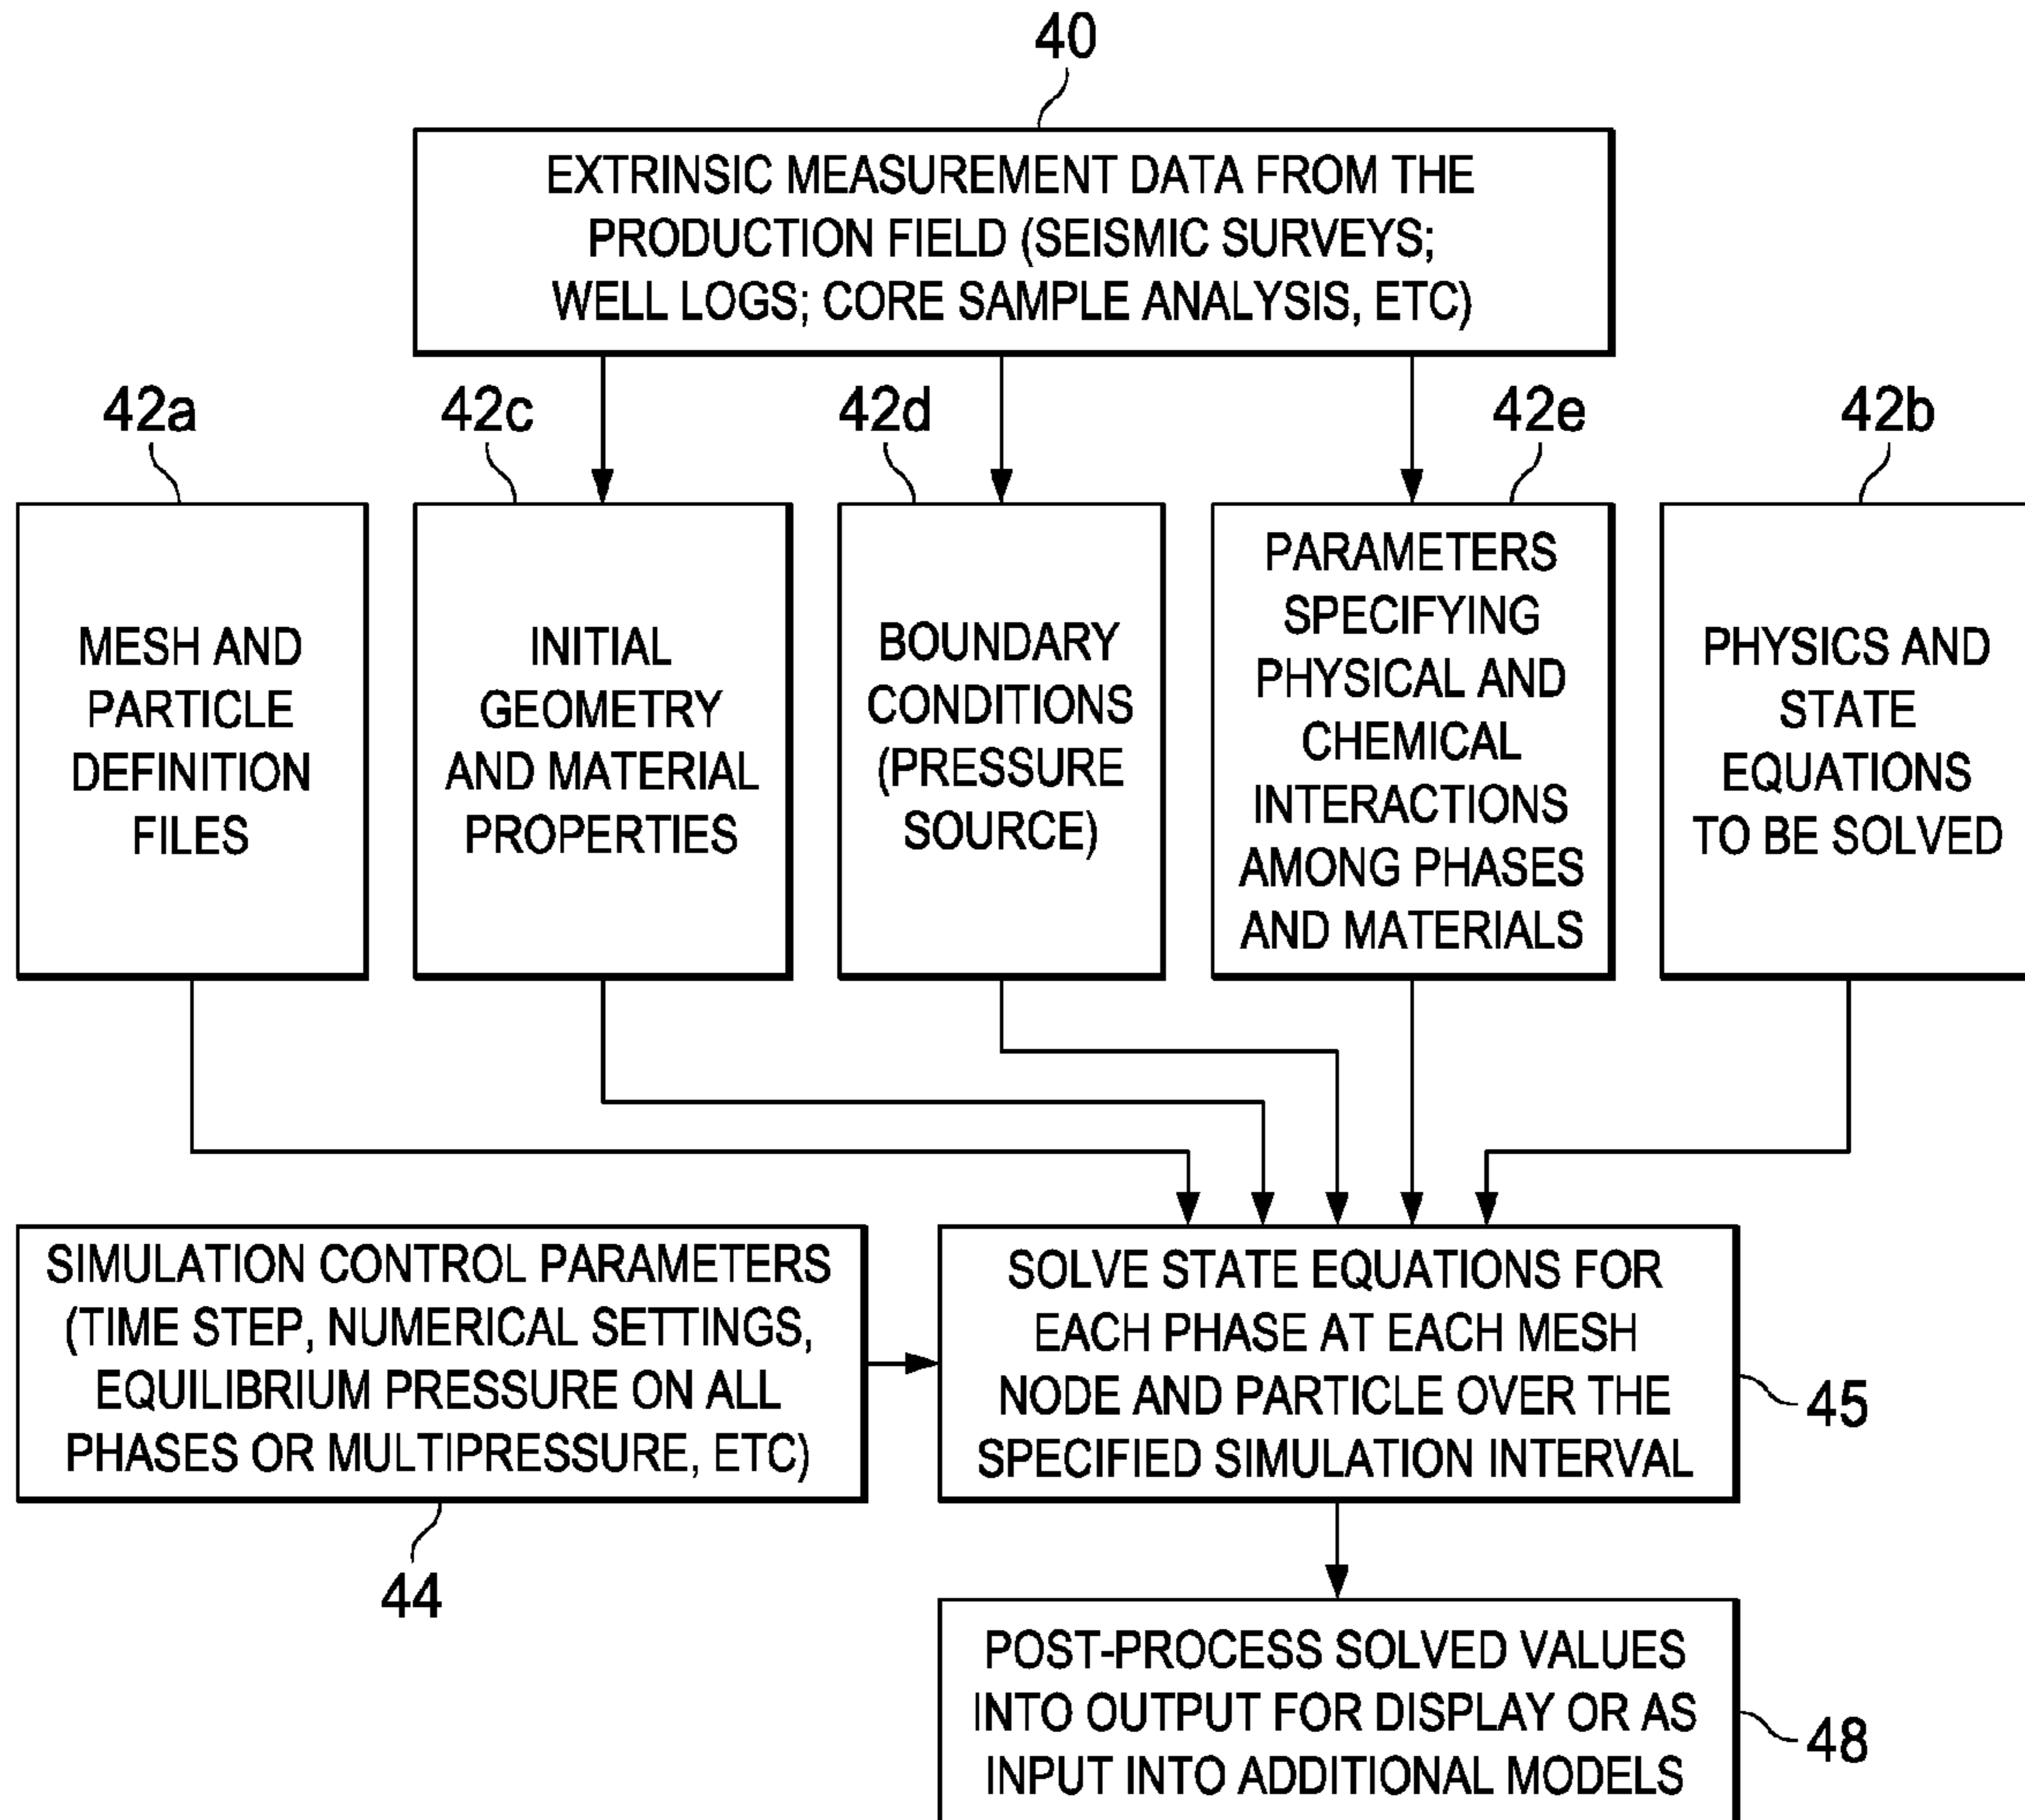 40
EXTRINSIC MEASUREMENT DATA FROM THE
PRODUCTION FIELD (SEISMIC SURVEYS;
WELL LOGS; CORE SAMPLE ANALYSIS, ETC)
42a
42c
42d
42e
42b
MESH AND
PARTICLE
DEFINITION
FILES
INITIAL
GEOMETRY
AND MATERIAL
PROPERTIES
BOUNDARY
CONDITIONS
(PRESSURE
SOURCE)
PARAMETERS
SPECIFYING
PHYSICAL AND
CHEMICAL
INTERACTIONS
AMONG PHASES
AND MATERIALS
PHYSICS AND
STATE
EQUATIONS
TO BE SOLVED
SIMULATION CONTROL PARAMETERS
(TIME STEP, NUMERICAL SETTINGS,
EQUILIBRIUM PRESSURE ON ALL
PHASES OR MULTIPRESSURE, ETC)
44
SOLVE STATE EQUATIONS FOR
EACH PHASE AT EACH MESH
NODE AND PARTICLE OVER THE
SPECIFIED SIMULATION INTERVAL
45
POST-PROCESS SOLVED VALUES
INTO OUTPUT FOR DISPLAY OR AS
INPUT INTO ADDITIONAL MODELS
48